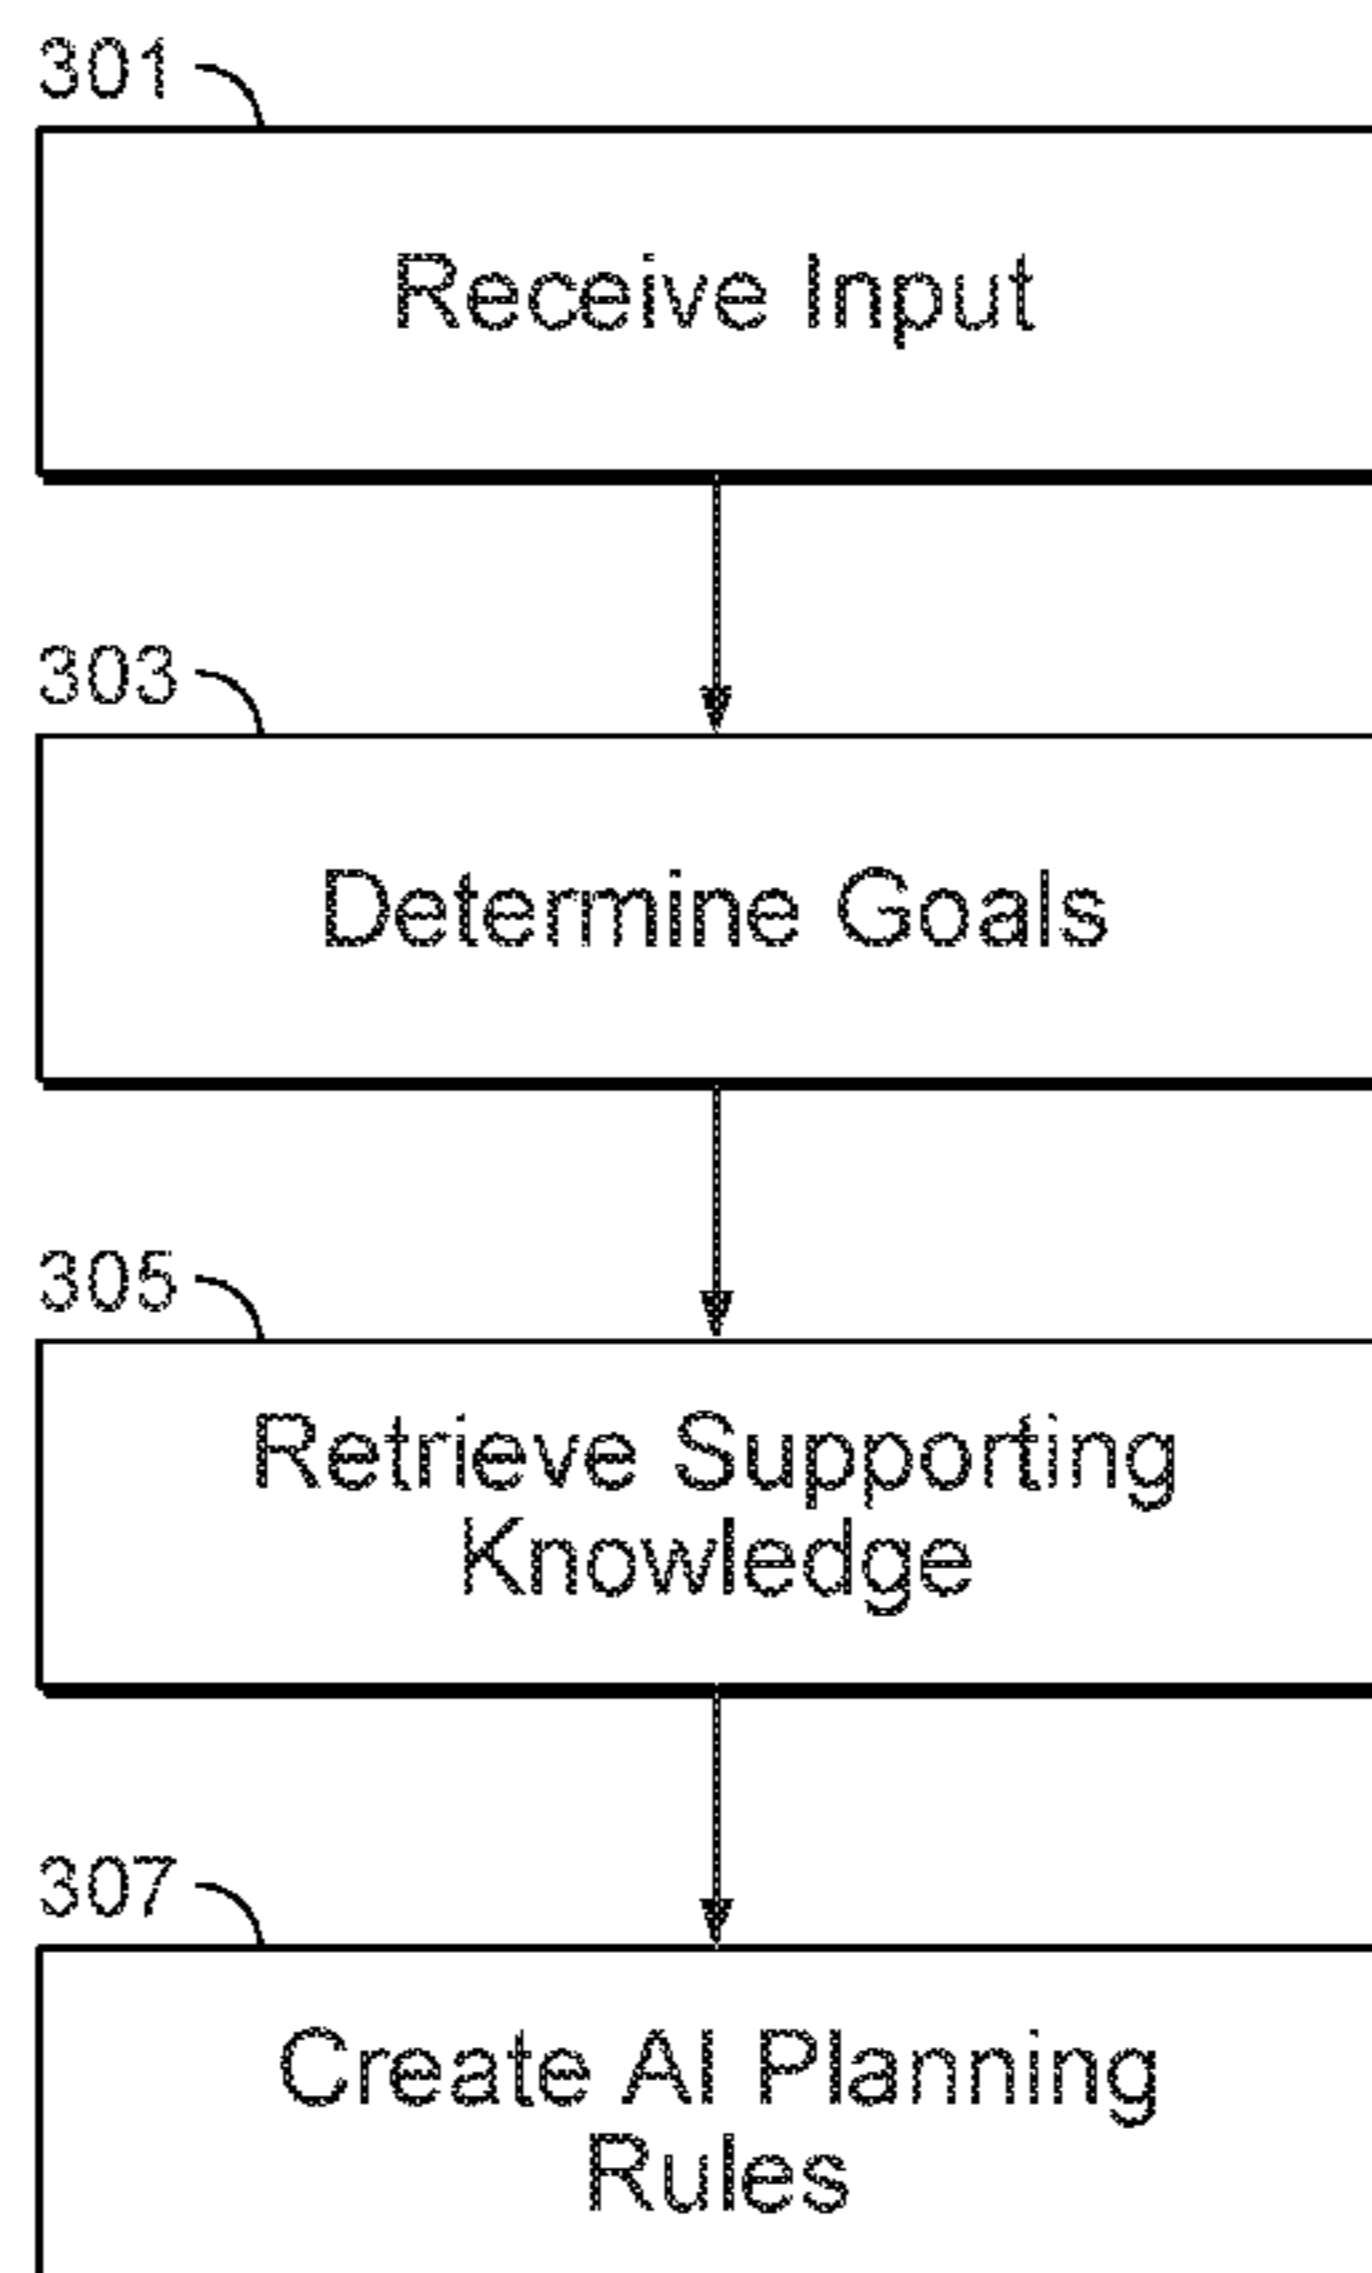 301
Receive Input
303
Determine Goals
305
Retrieve Supporting
Knowledge
307
Create AI Planning
Rules